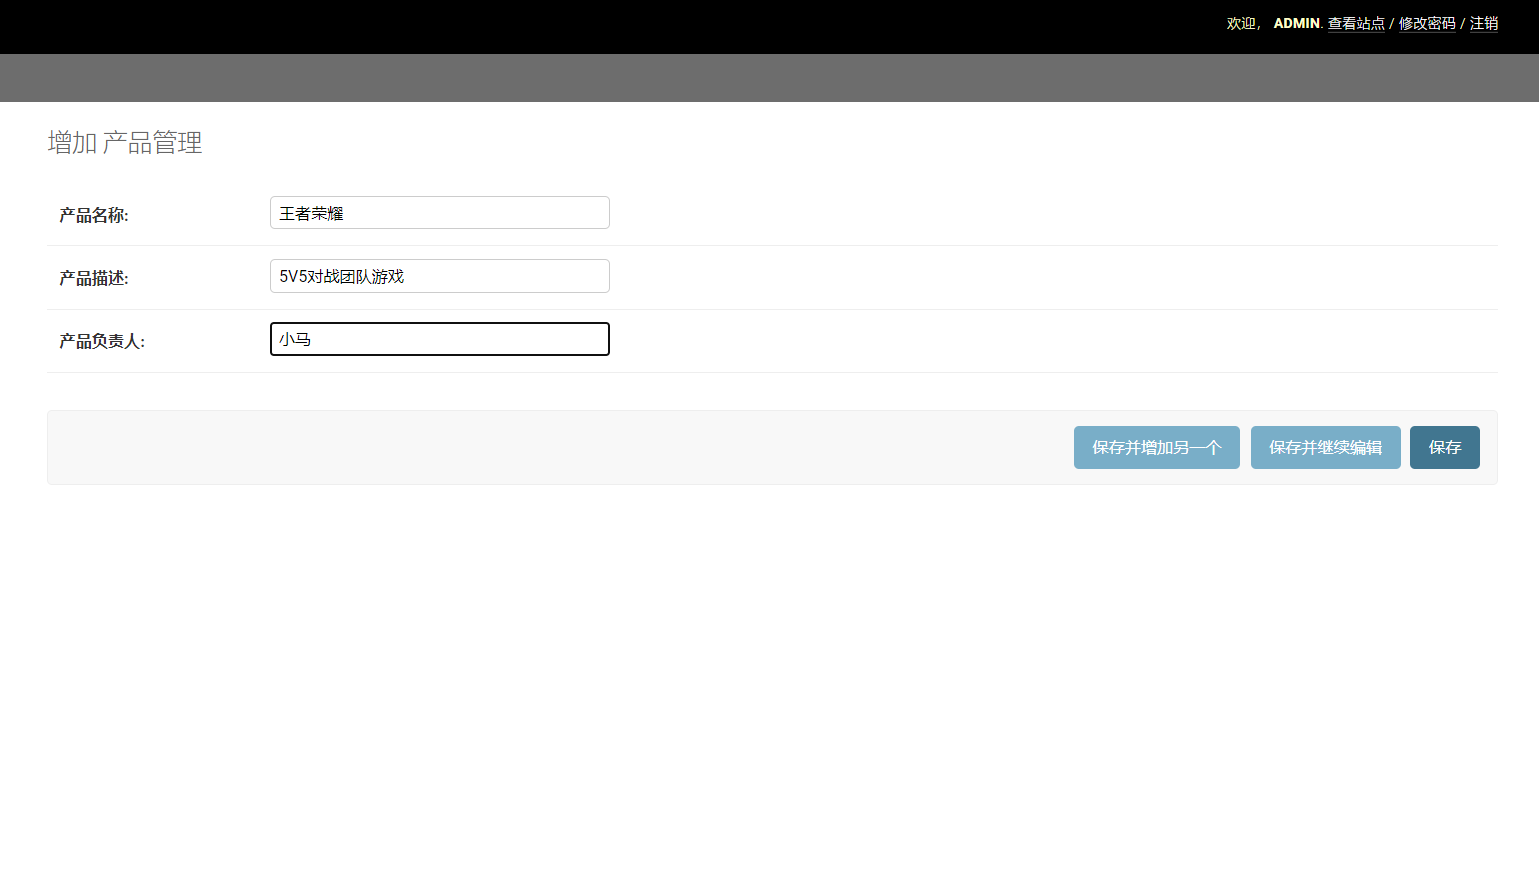 欢迎， ADMIN. 查看站点 / 修改密码 / 注销
增加 产品管理
产品名称: 王者荣耀
产品描述: 5V5对战团队游戏
产品负责人: 小马
保存并增加另一个 保存并继续编辑 保存